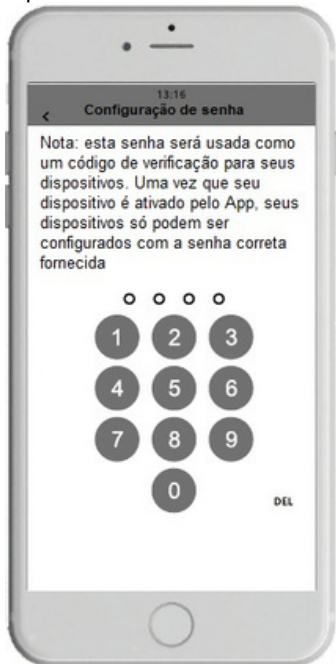 13:16
< Configuração de senha
Nota: esta senha será usada como
um código de verificação para seus
dispositivos. Uma vez que seu
dispositivo é ativado pelo App, seus
dispositivos só podem ser
configurados com a senha correta
fornecida
1 2 3
4 5 6
7 8 9
0
DEL